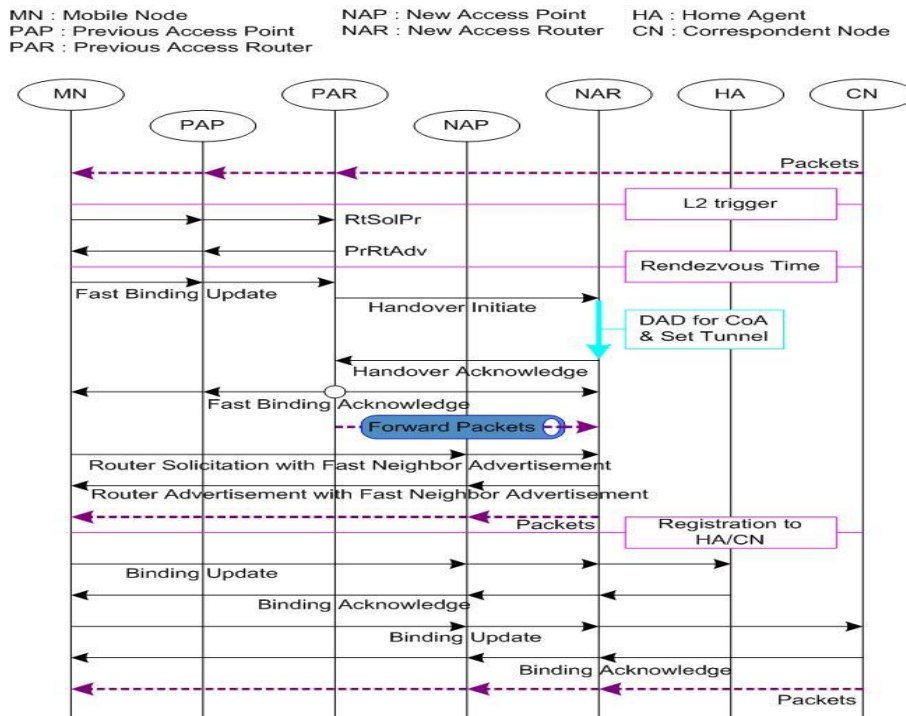 MN : Mobile Node
NAP : New Access Point
HA : Home Agent
PAP : Previous Access Point
NAR : New Access Router
CN : Correspondent Node
PAR : Previous Access Router
MN
PAR
NAR
HA
CN
PAP
NAP
Packets
L2 trigger
RtSolPr
PrRtAdv
Rendezvous Time
Fast Binding Update
Handover Initiate
DAD for CoA
& Set Tunnel
Handover Acknowledge
Fast Binding Acknowledge
Forward Packets
Router Solicitation with Fast Neighbor Advertisement
Router Advertisement with Fast Neighbor Advertisement
Packets
Registration to
HA/CN
Binding Update
Binding Acknowledge
Binding Update
Binding Acknowledge
Packets